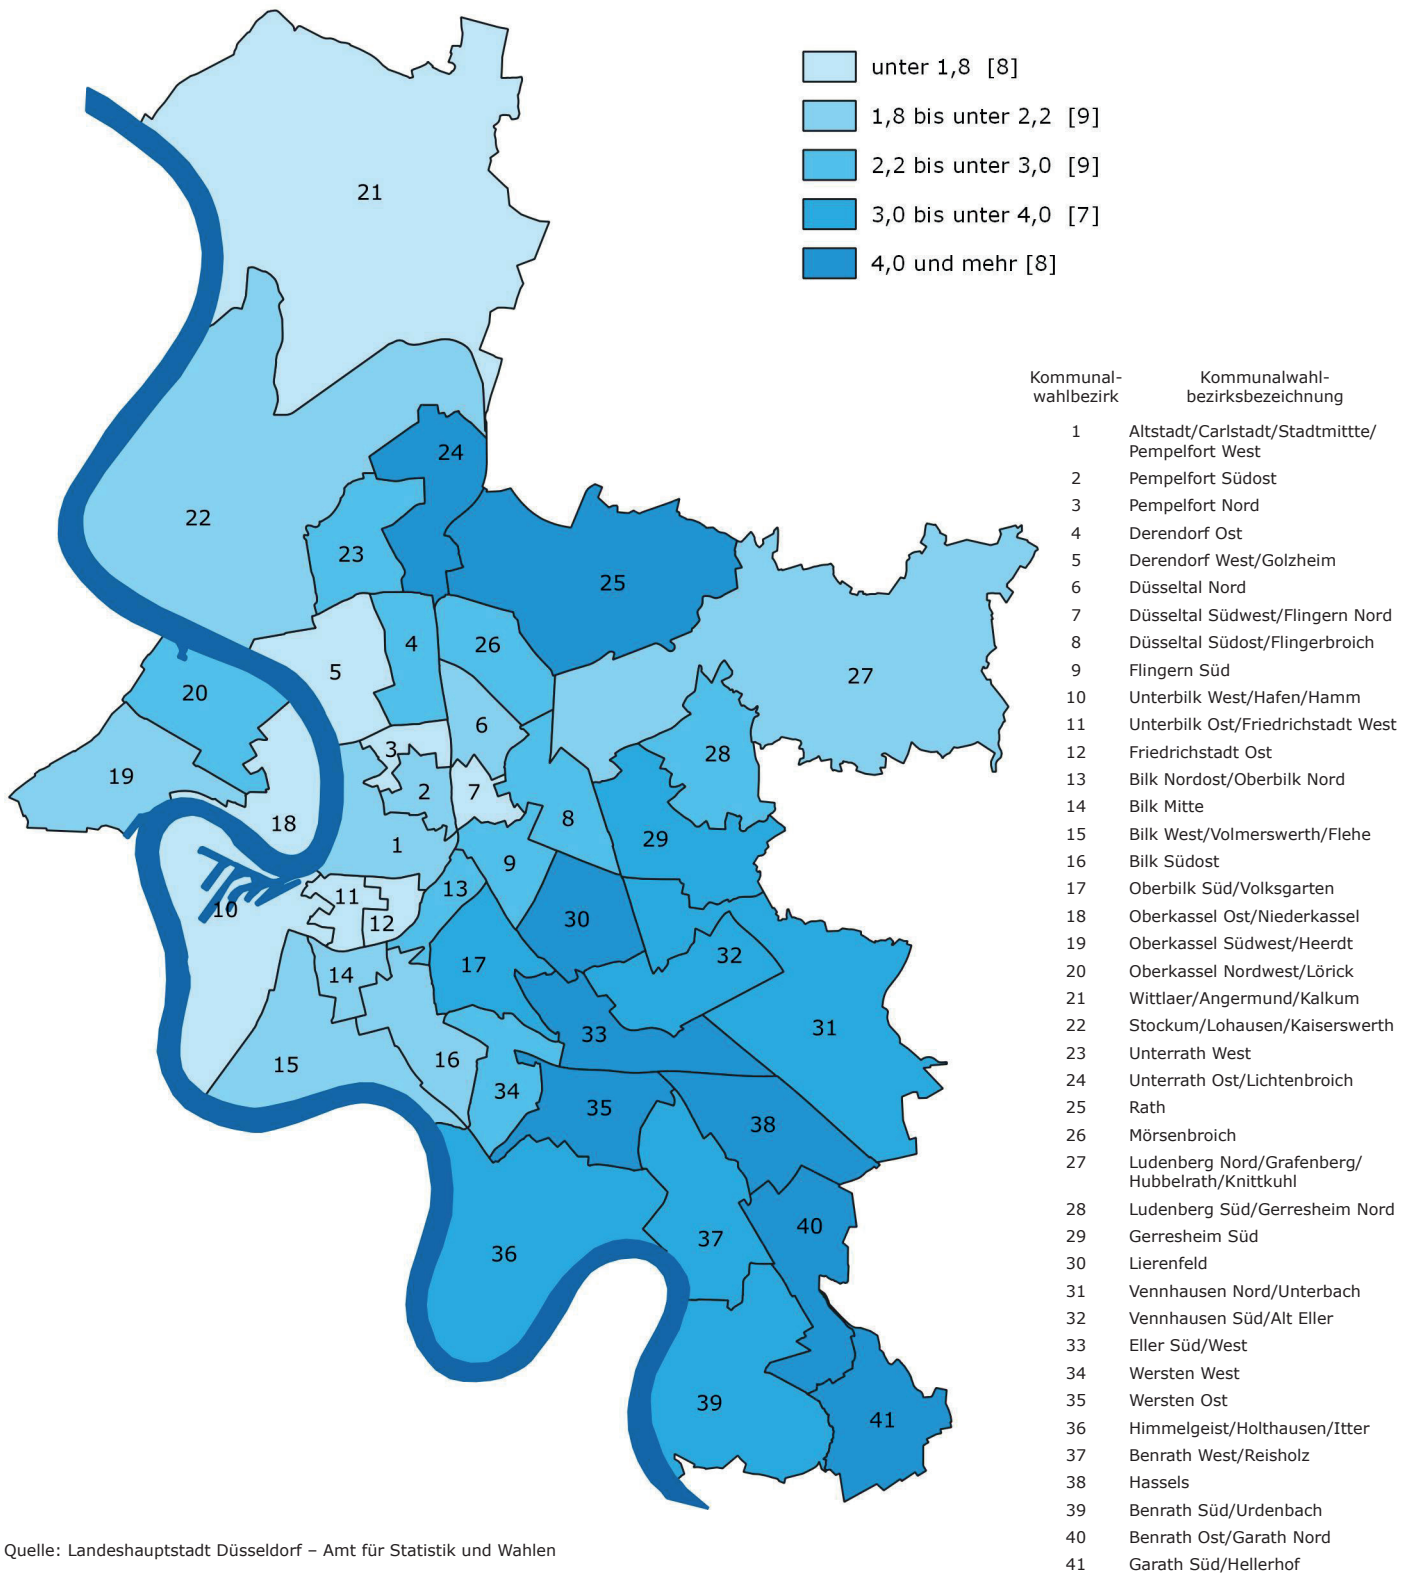 unter 1,8 [8]
1,8 bis unter 2,2 [9]
2,2 bis unter 3,0 [9]
3,0 bis unter 4,0 [7]
4,0 und mehr [8]
21
24
22
23
25
26
4
5
20
27
6
3
28
19
2
7
18
8
1
29
9
13
11
10
12
30
32
17
14
31
33
16
15
34
35
38
40
37
36
39
41
Kommunal-
wahlbezirk
Kommunalwahl-
bezirksbezeichnung
1 Altstadt/Carlstadt/Stadtmittte/
Pempelfort West
2 Pempelfort Südost
3 Pempelfort Nord
4 Derendorf Ost
5 Derendorf West/Golzheim
6 Düsseltal Nord
7 Düsseltal Südwest/Flingern Nord
8 Düsseltal Südost/Flingerbroich
9 Flingern Süd
10 Unterbilk West/Hafen/Hamm
11 Unterbilk Ost/Friedrichstadt West
12 Friedrichstadt Ost
13 Bilk Nordost/Oberbilk Nord
14 Bilk Mitte
15 Bilk West/Volmerswerth/Flehe
16 Bilk Südost
17 Oberbilk Süd/Volksgarten
18 Oberkassel Ost/Niederkassel
19 Oberkassel Südwest/Heerdt
20 Oberkassel Nordwest/Lörick
21 Wittlaer/Angermund/Kalkum
22 Stockum/Lohausen/Kaiserswerth
23 Unterrath West
24 Unterrath Ost/Lichtenbroich
25 Rath
26 Mörsenbroich
27 Ludenberg Nord/Grafenberg/
Hubbelrath/Knittkuhl
28 Ludenberg Süd/Gerresheim Nord
29 Gerresheim Süd
30 Lierenfeld
31 Vennhausen Nord/Unterbach
32 Vennhausen Süd/Alt Eller
33 Eller Süd/West
34 Wersten West
35 Wersten Ost
36 Himmelgeist/Holthausen/Itter
37 Benrath West/Reisholz
38 Hassels
39 Benrath Süd/Urdenbach
40 Benrath Ost/Garath Nord
41 Garath Süd/Hellerhof
Quelle: Landeshauptstadt Düsseldorf – Amt für Statistik und Wahlen